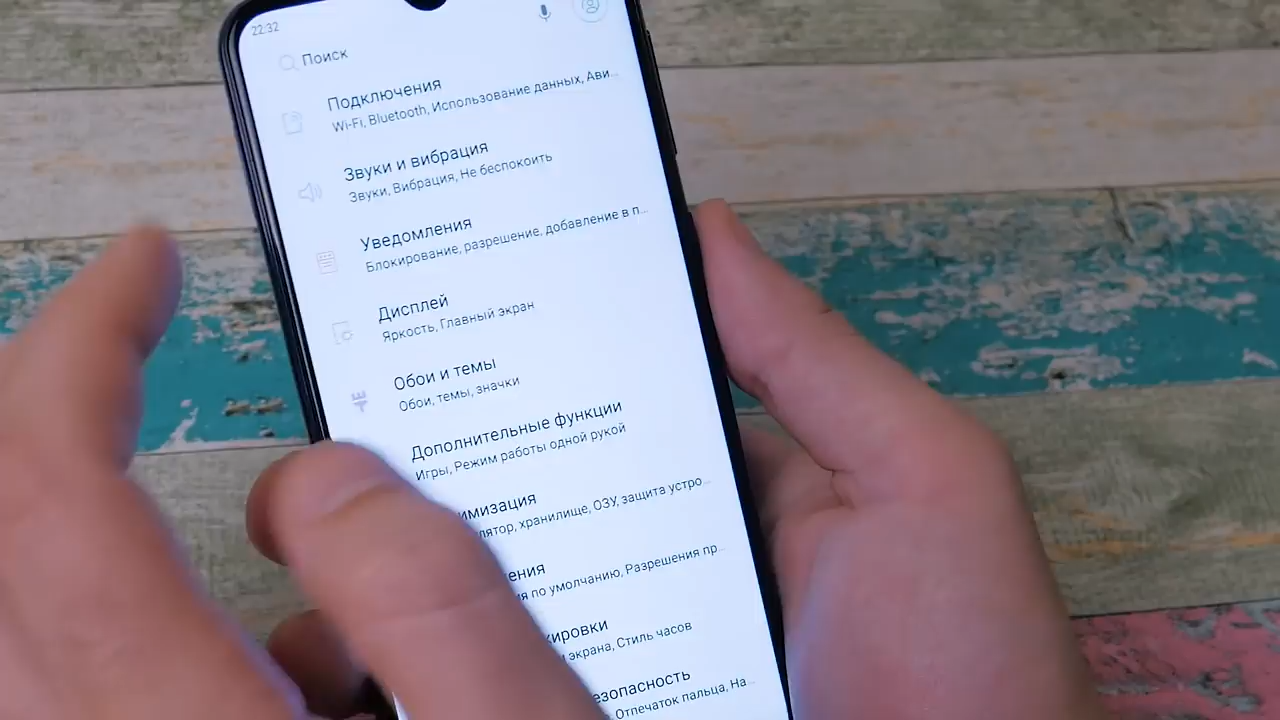 22:32
Поиск
Подключения
Wi-Fi, Bluetooth, Использование данных, Ави...
Звуки и вибрация
Звуки, Вибрация, Не беспокоить
Уведомления
Блокирование, разрешение, добавление в п...
Дисплей
Яркость, Главный экран
Обои и темы
Обои, темы, значки
Дополнительные функции
Игры, Режим работы одной рукой
имизация
лятор, хранилище, ОЗУ, защита устро...
ения
я по умолчанию, Разрешения пр...
кировки
экрана, Стиль часов
езопасность
Отпечаток пальца, На...